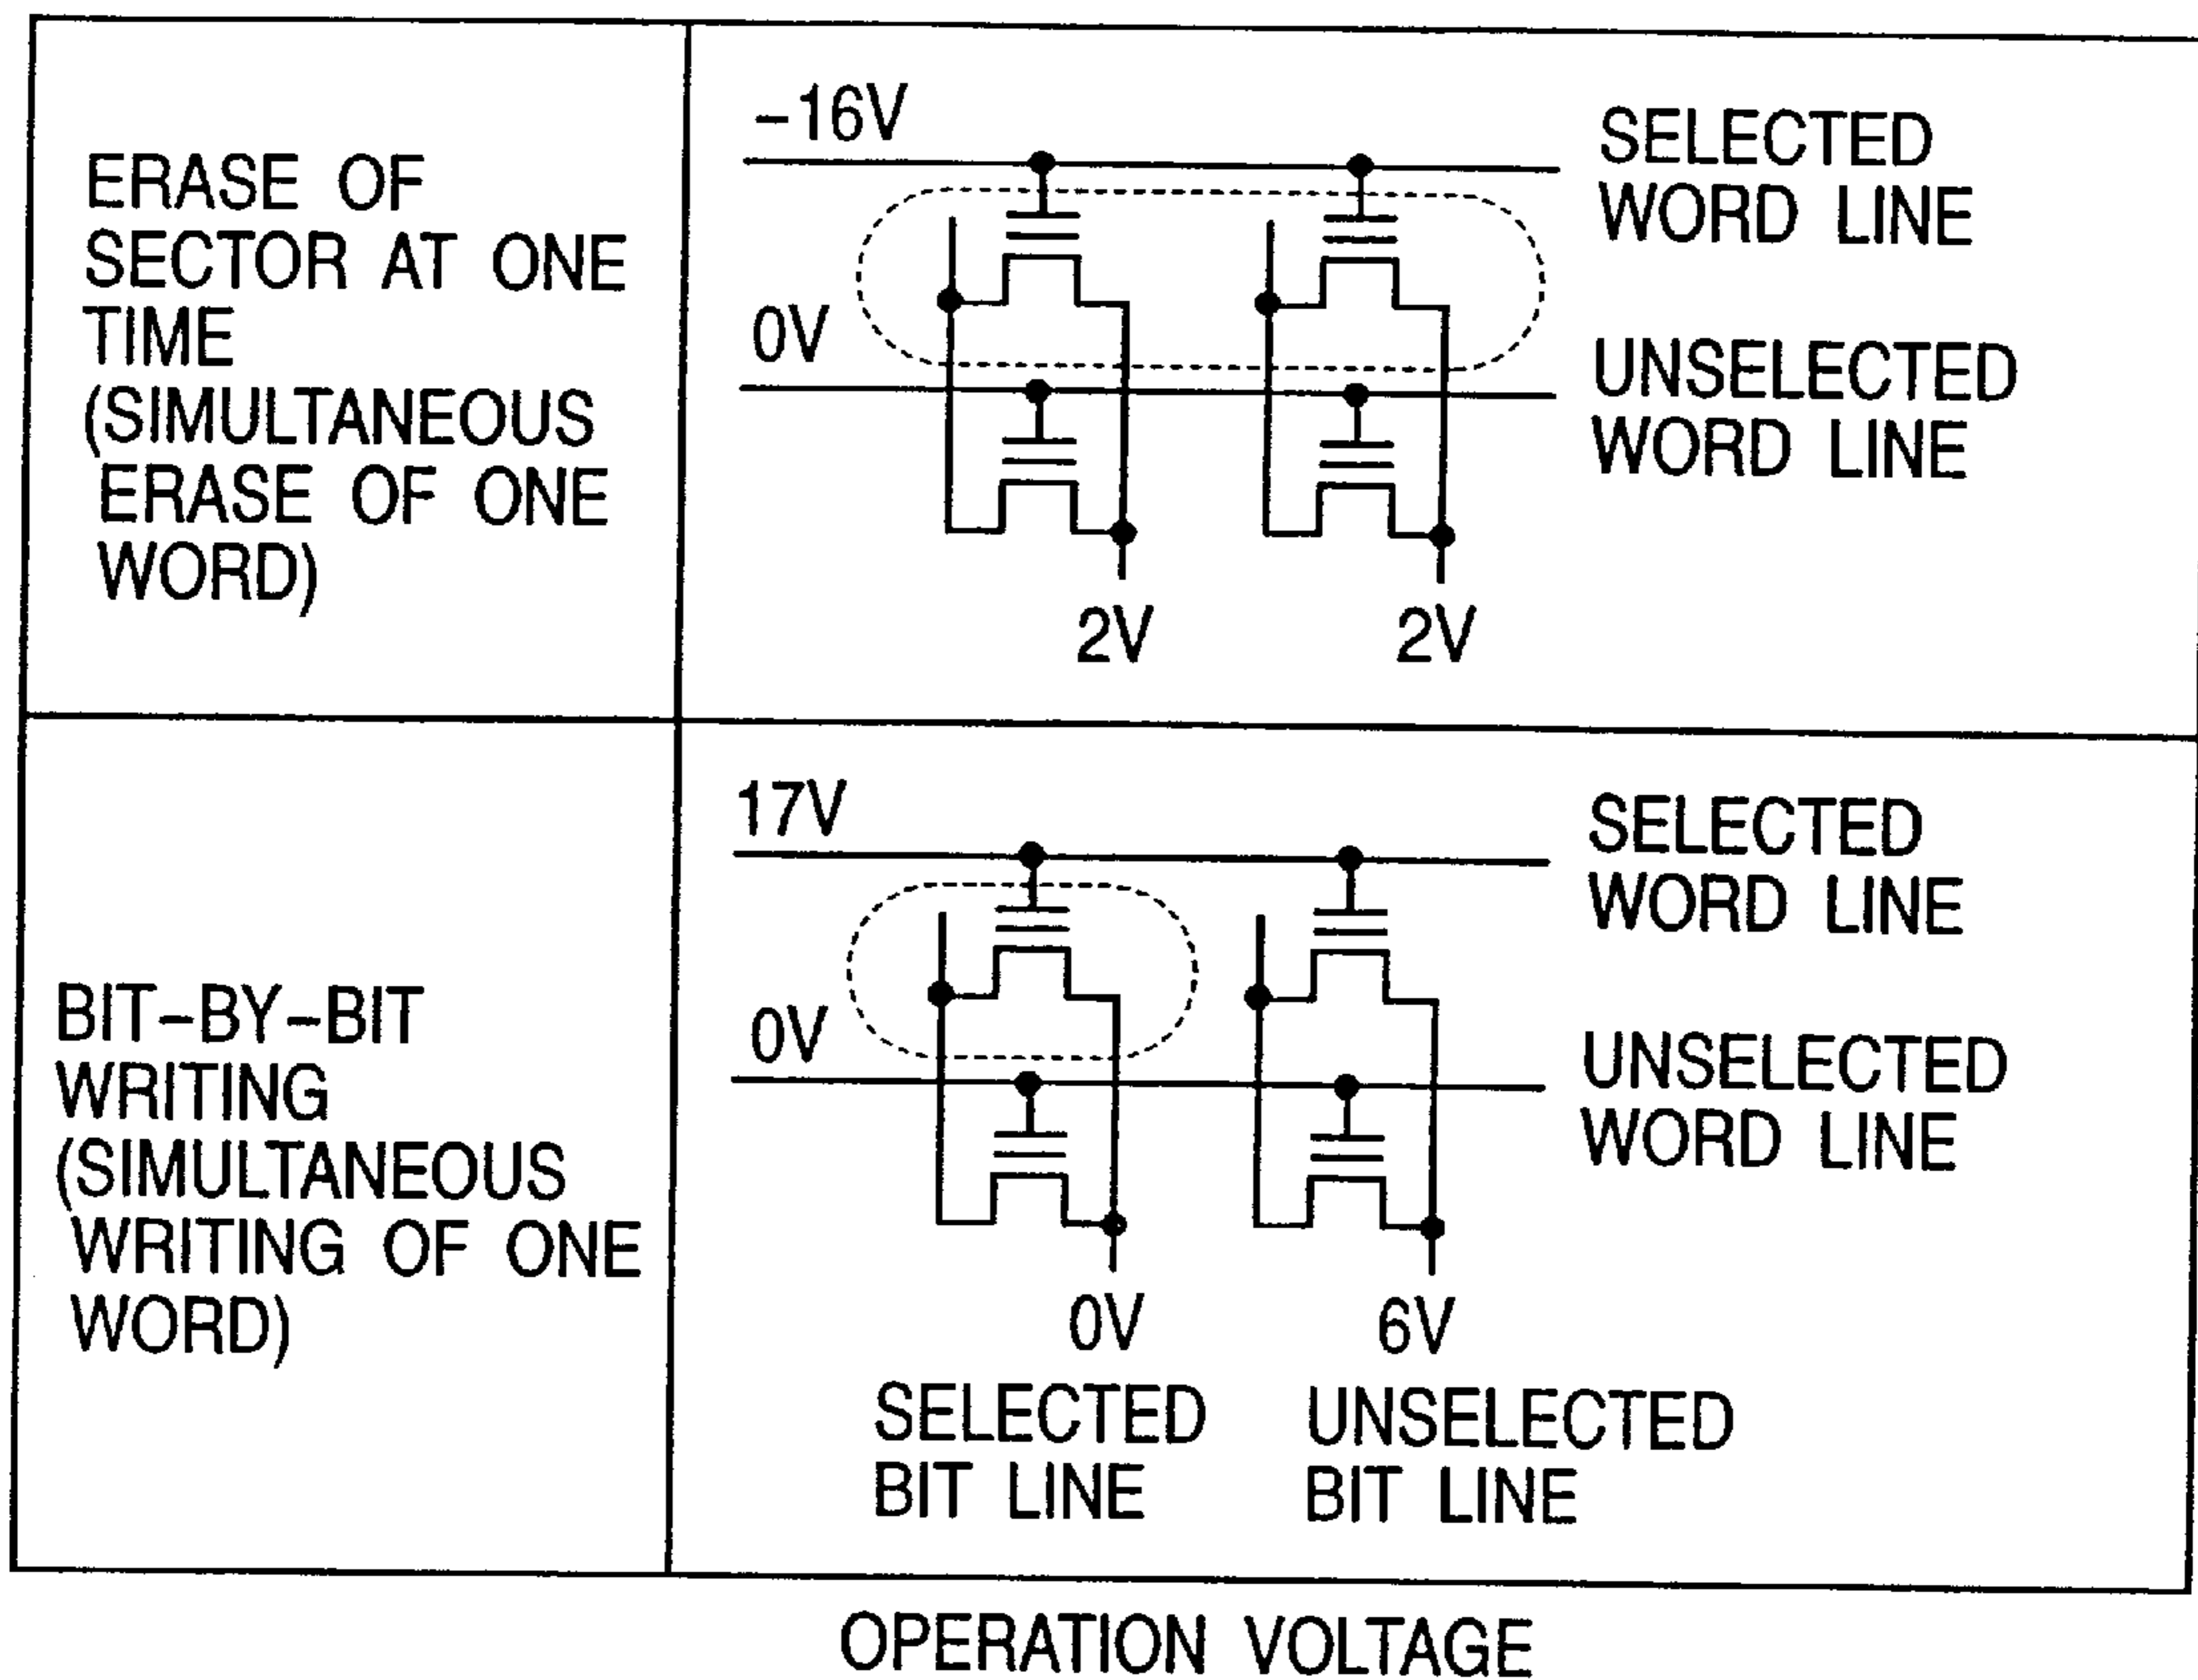 ERASE OF
SECTOR AT ONE
TIME
(SIMULTANEOUS
ERASE OF ONE
WORD)
-16V
SELECTED
WORD LINE
0V
UNSELECTED
WORD LINE
2V 2V
BIT-BY-BIT
WRITING
(SIMULTANEOUS
WRITING OF ONE
WORD)
17V
SELECTED
WORD LINE
0V
UNSELECTED
WORD LINE
0V 6V
SELECTED
BIT LINE
UNSELECTED
BIT LINE
OPERATION VOLTAGE